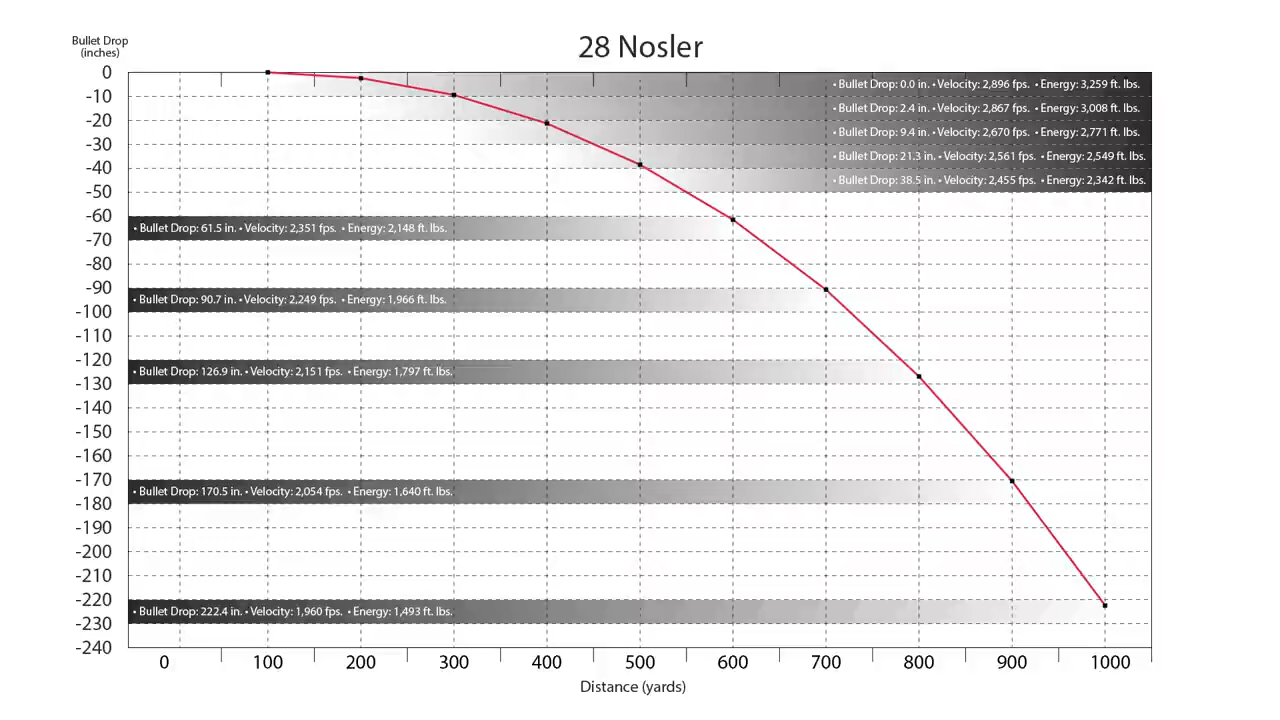 28 Nosler
Bullet Drop
(inches)
0
-10
-20
-30
-40
-50
-60
-70
-80
-90
-100
-110
-120
-130
-140
-150
-160
-170
-180
-190
-200
-210
-220
-230
-240
• Bullet Drop: 0.0 in. • Velocity: 2,896 fps. • Energy: 3,259 ft. lbs.
• Bullet Drop: 2.4 in. • Velocity: 2,867 fps. • Energy: 3,008 ft. lbs.
• Bullet Drop: 9.4 in. • Velocity: 2,670 fps. • Energy: 2,771 ft. lbs.
• Bullet Drop: 21.3 in. • Velocity: 2,561 fps. • Energy: 2,549 ft. lbs.
• Bullet Drop: 38.5 in. • Velocity: 2,455 fps. • Energy: 2,342 ft. lbs.
• Bullet Drop: 61.5 in. • Velocity: 2,351 fps. • Energy: 2,148 ft. lbs.
• Bullet Drop: 90.7 in. • Velocity: 2,249 fps. • Energy: 1,966 ft. lbs.
• Bullet Drop: 126.9 in. • Velocity: 2,151 fps. • Energy: 1,797 ft. lbs.
• Bullet Drop: 170.5 in. • Velocity: 2,054 fps. • Energy: 1,640 ft. lbs.
• Bullet Drop: 222.4 in. • Velocity: 1,960 fps. • Energy: 1,493 ft. lbs.
0 100 200 300 400 500 600 700 800 900 1000
Distance (yards)